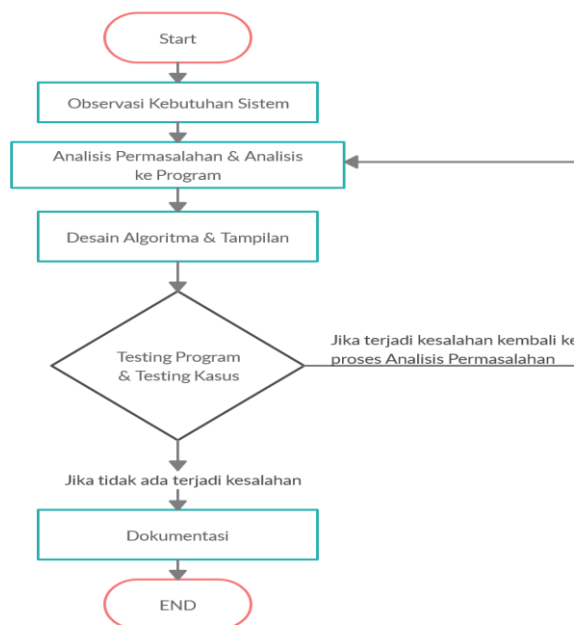 Start
Observasi Kebutuhan Sistem
Analisis Permasalahan & Analisis
ke Program
Desain Algoritma & Tampilan
Testing Program
& Testing Kasus
Jika terjadi kesalahan kembali ke
proses Analisis Permasalahan
Jika tidak ada terjadi kesalahan
Dokumentasi
END